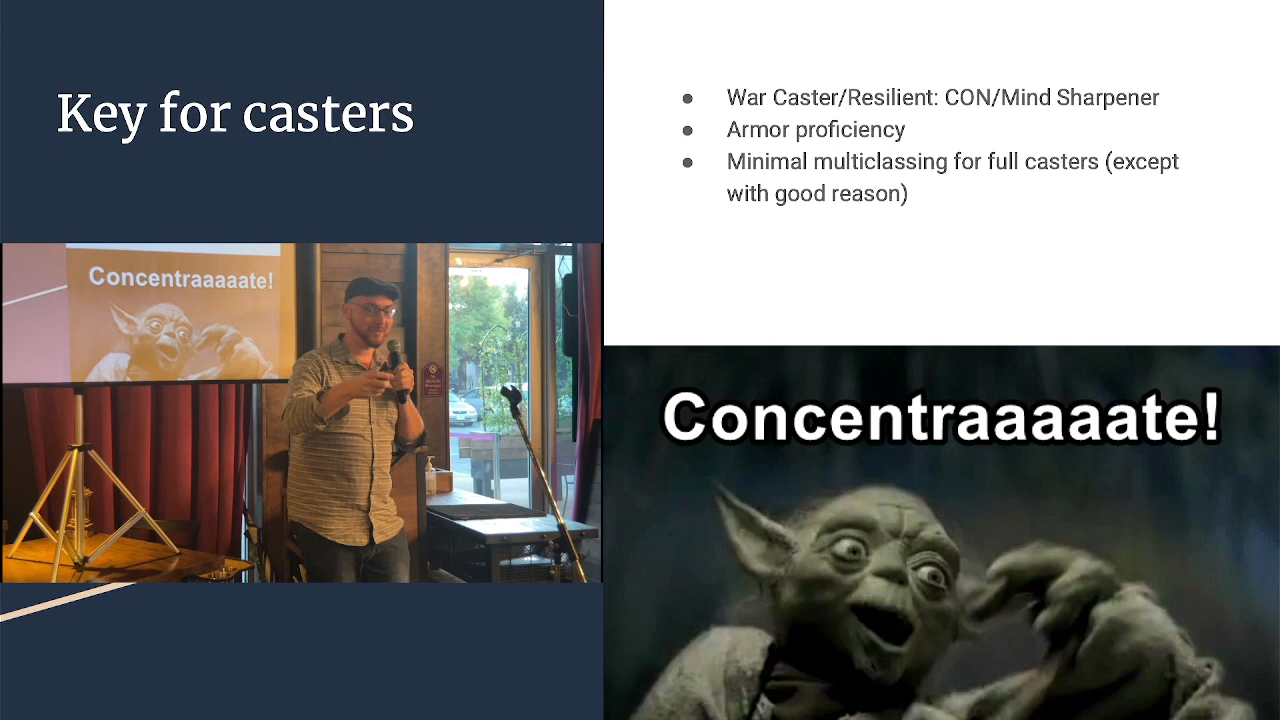 Key for casters
● War Caster/Resilient: CON/Mind Sharpener
● Armor proficiency
● Minimal multiclassing for full casters (except
with good reason)
Concentraaaaate!
Concentraaaaate!